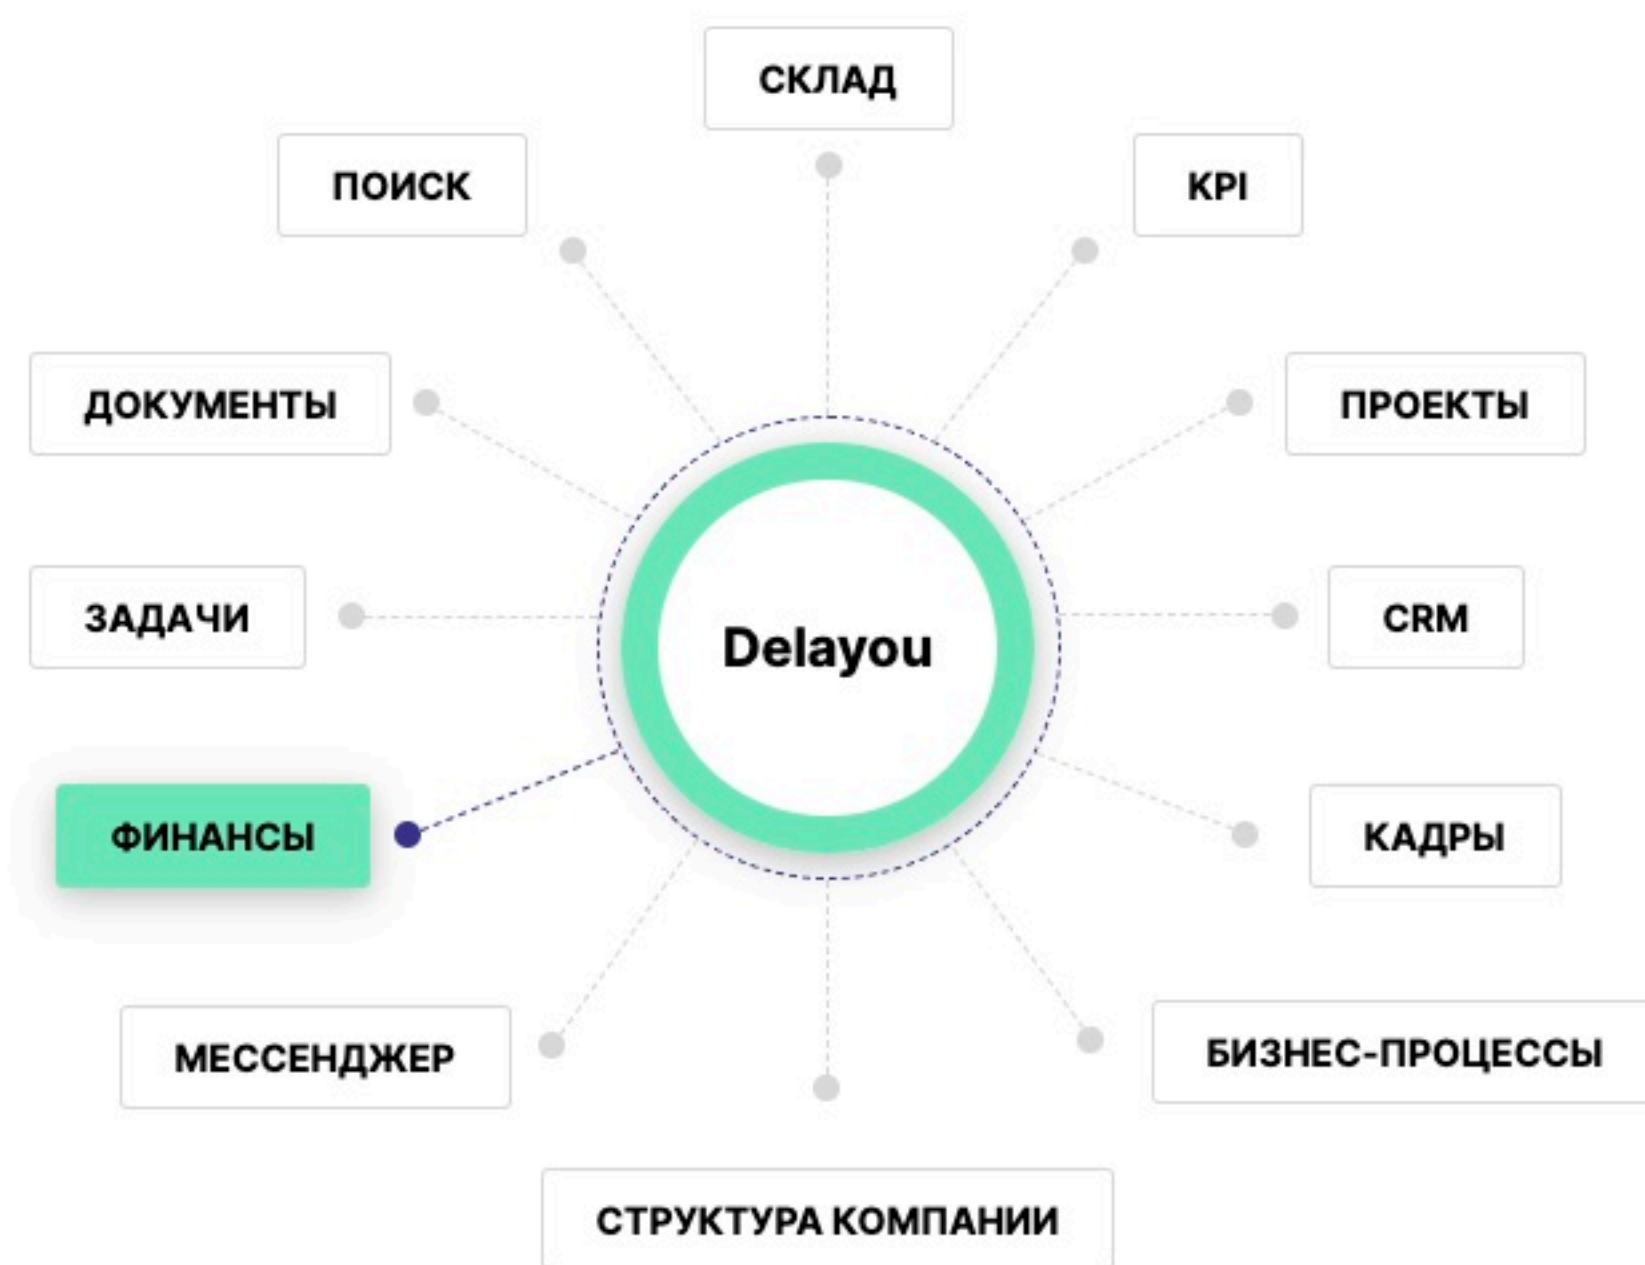 СКЛАД
ПОИСК
KPI
ДОКУМЕНТЫ
ПРОЕКТЫ
ЗАДАЧИ
CRM
Delayou
ФИНАНСЫ
КАДРЫ
МЕССЕНДЖЕР
БИЗНЕС-ПРОЦЕССЫ
СТРУКТУРА КОМПАНИИ